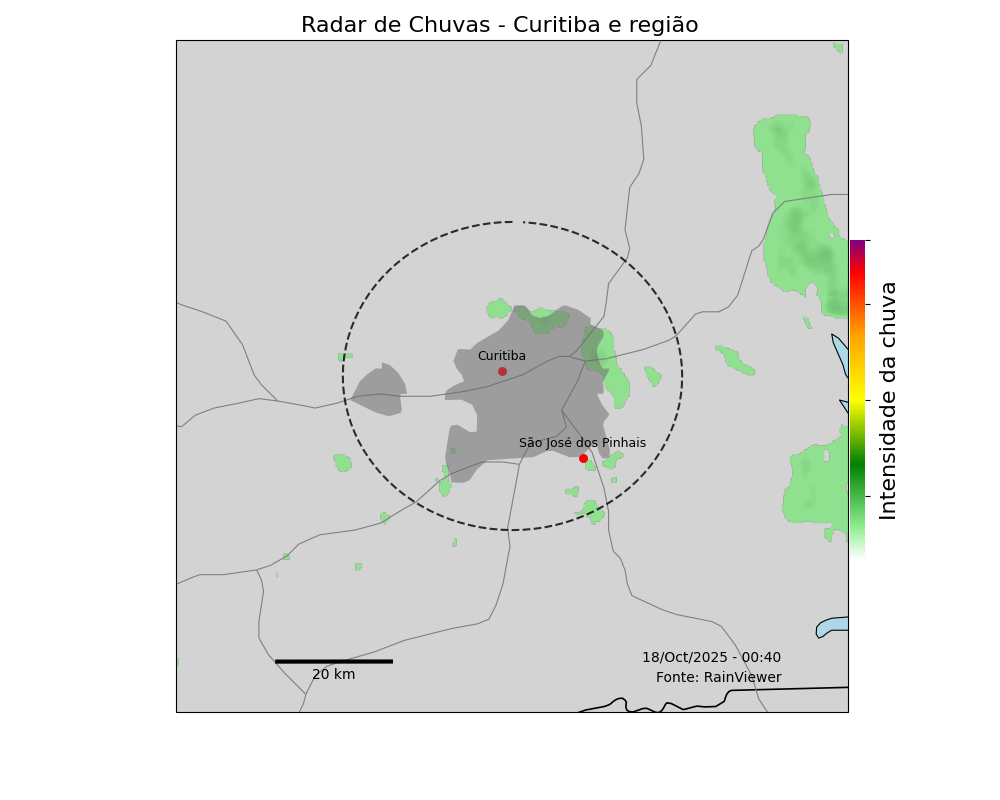 Radar de Chuvas - Curitiba e região
Curitiba
São José dos Pinhais
Intensidade da chuva
18/Oct/2025 - 00:40
Fonte: RainViewer
20 km